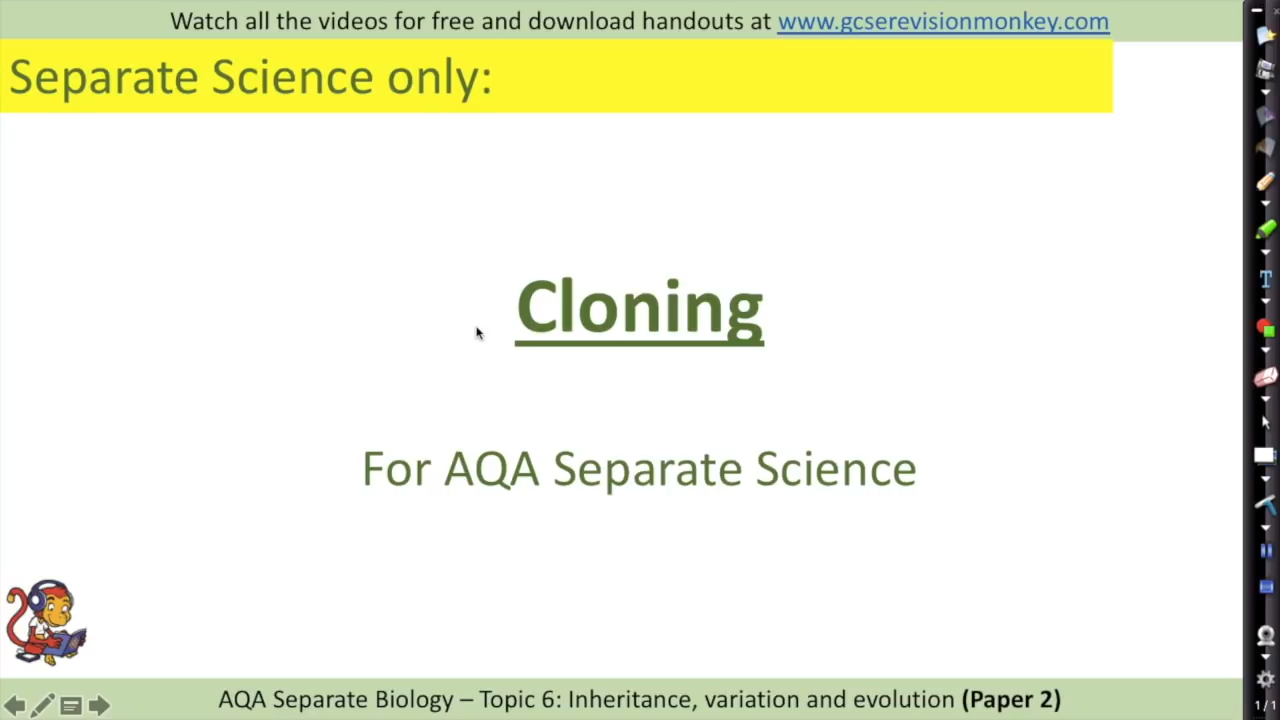 Watch all the videos for free and download handouts at www.gcserevisionmonkey.com
Separate Science only:
Cloning
For AQA Separate Science
AQA Separate Biology – Topic 6: Inheritance, variation and evolution (Paper 2)
T
1/1